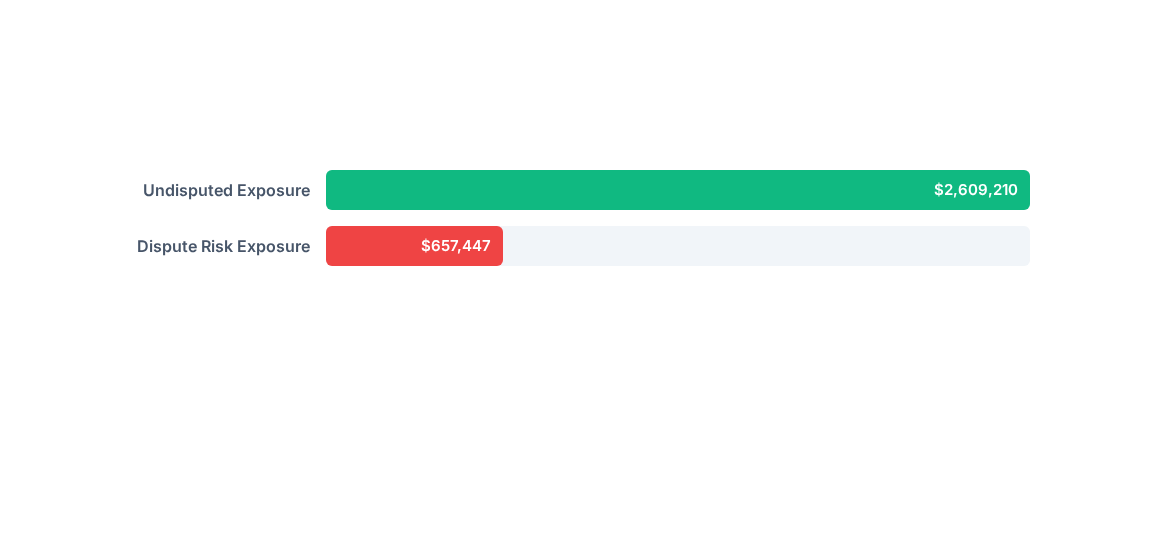 Undisputed Exposure $2,609,210
Dispute Risk Exposure $657,447